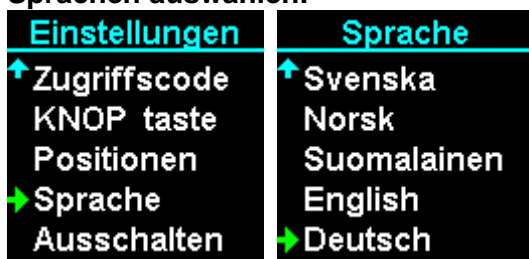 Sprachen auswählen.
Einstellungen
Zugriffscode
KNOP taste
Positionen
Sprache
Ausschalten
Sprache
Svenska
Norsk
Suomalainen
English
Deutsch